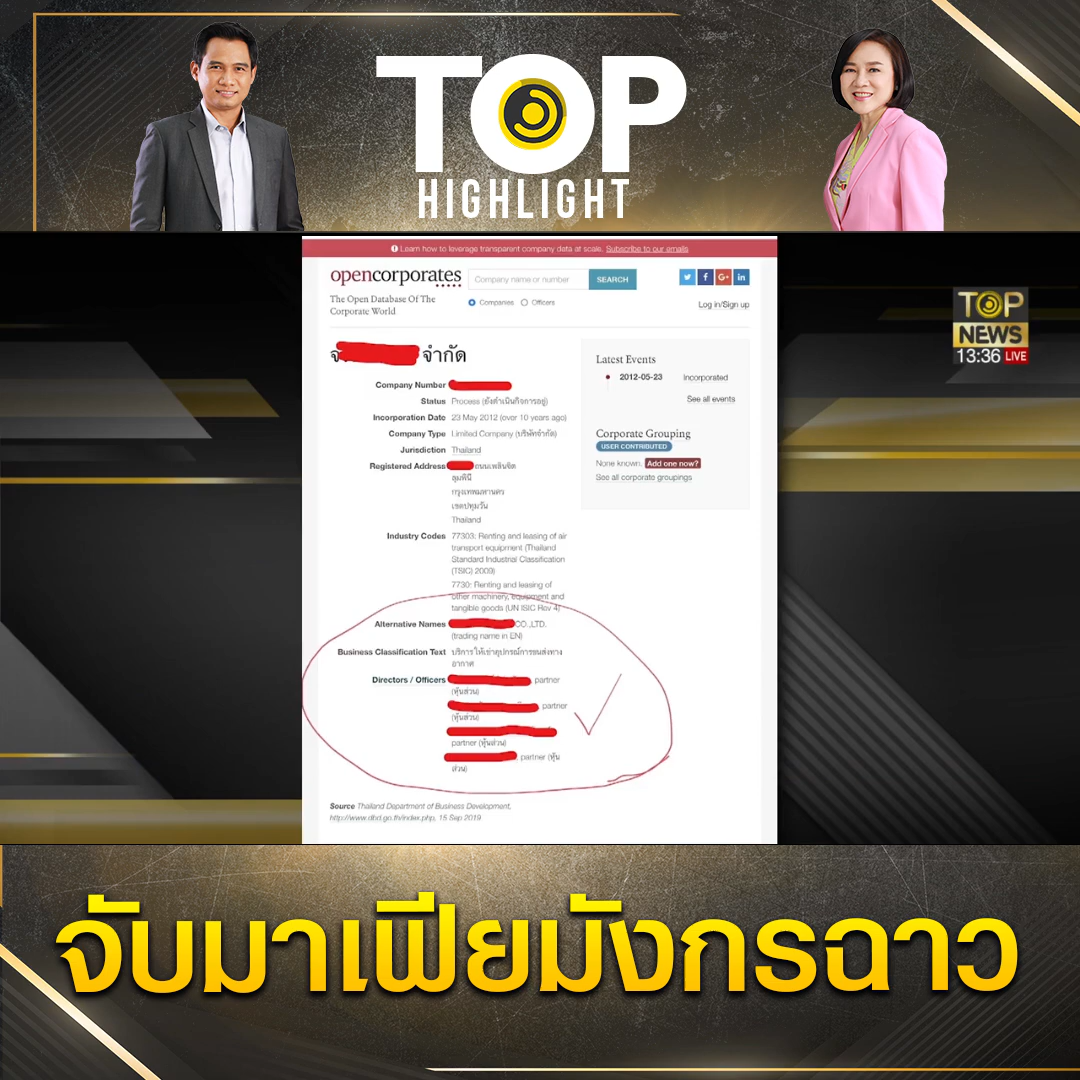 TOP
HIGHLIGHT
Learn how to leverage transparent company data at scale. Subscribe to our emails
opencorporates
Company name or number
SEARCH
The Open Database Of The
Corporate World
Companies
Officers
Log in/Sign up
TOP
NEWS
13:36 LIVE
จำกัด
Company Number
Status Process (ยังดำเนินกิจการอยู่)
Incorporation Date 23 May 2012 (over 10 years ago)
Company Type Limited Company (บริษัทจำกัด)
Jurisdiction Thailand
Registered Address ถนนเพลินจิต
ลุมพินี
กรุงเทพมหานคร
เขตปทุมวัน
Thailand
Industry Codes 77303: Renting and leasing of air
transport equipment (Thailand
Standard Industrial Classification
(TSIC) 2009)
7730: Renting and leasing of
other machinery, equipment and
tangible goods (UN ISIC Rev 4)
Alternative Names CO.,LTD.
(trading name in EN)
Business Classification Text บริการให้เช่าอุปกรณ์การขนส่งทาง
อากาศ
Directors / Officers , partner
(หุ้นส่วน)
, partner
(หุ้นส่วน)
partner (หุ้นส่วน)
, partner (หุ้น
ส่วน)
Latest Events
2012-05-23 Incorporated
See all events
Corporate Grouping
USER CONTRIBUTED
None known. Add one now?
See all corporate groupings
Source Thailand Department of Business Development,
http://www.dbd.go.th/index.php, 15 Sep 2019
จับมาเฟียมังกรฉาว